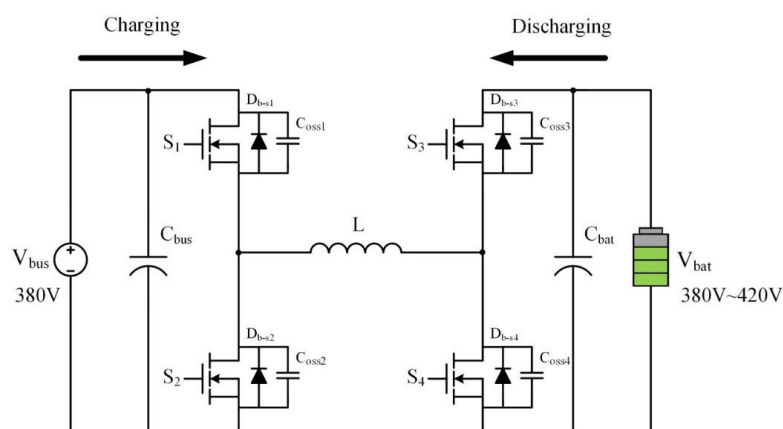 Charging
Discharging
D_b-s1
C_oss1
S_1
D_b-s3
C_oss3
S_3
L
C_bus
V_bus
380V
C_bat
V_bat
380V~420V
D_b-s2
C_oss2
S_2
D_b-s4
C_oss4
S_4